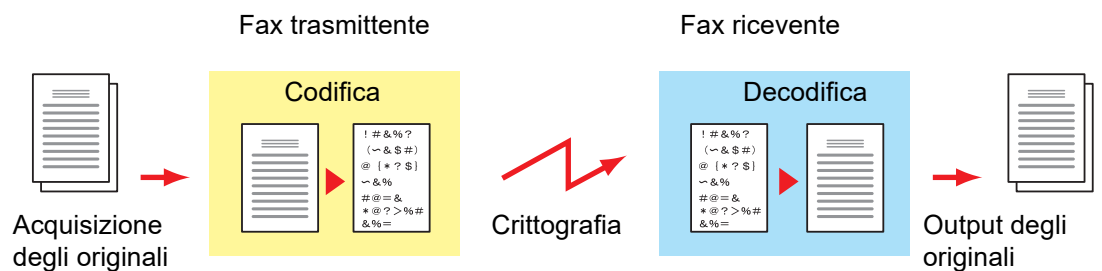 Fax trasmittente
Fax ricevente
Codifica
Decodifica
!#&%?
(∽&$#)
@{*?$}
∽&%
#@=&
*@?>%#
&%=
!#&%?
(∽&$#)
@{*?$}
∽&%
#@=&
*@?>%#
&%=
Acquisizione
degli originali
Crittografia
Output degli
originali